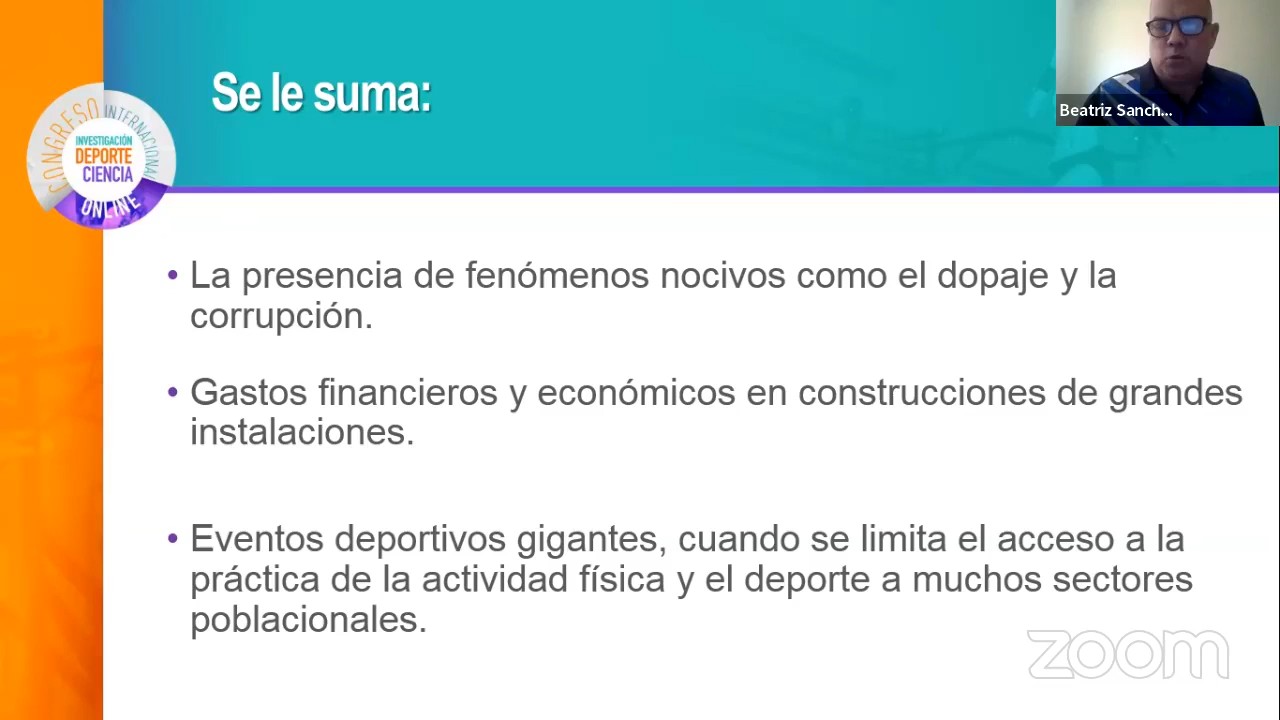 Se le suma:
Beatriz Sanch...
CONGRESO INTERNACIONAL
INVESTIGACIÓN
DEPORTE
CIENCIA
ONLINE
• La presencia de fenómenos nocivos como el dopaje y la
corrupción.
• Gastos financieros y económicos en construcciones de grandes
instalaciones.
• Eventos deportivos gigantes, cuando se limita el acceso a la
práctica de la actividad física y el deporte a muchos sectores
poblacionales.
zoom